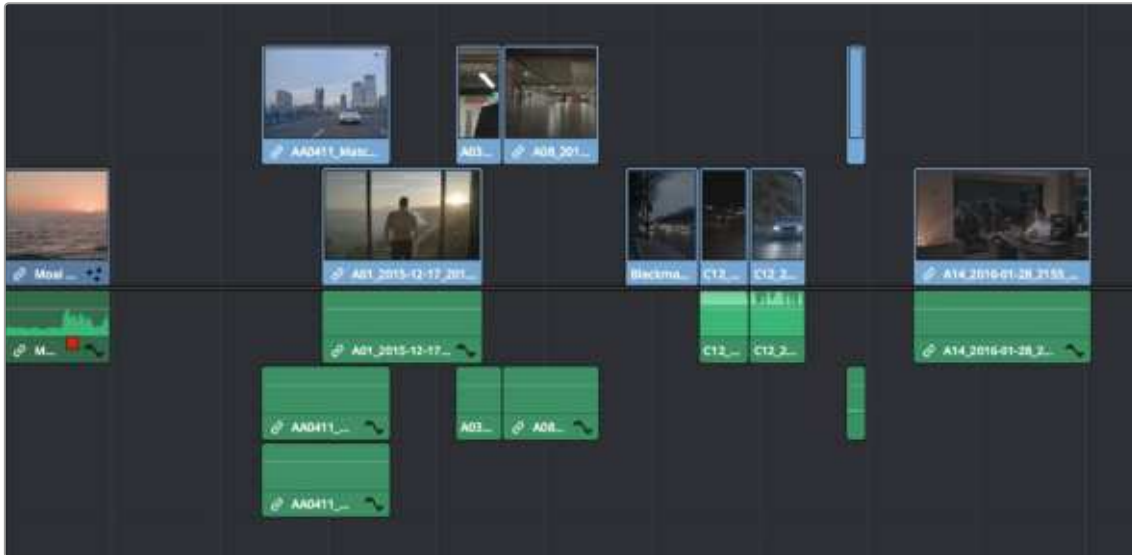 AA0411_Matc...
A03...
A08_201...
Moai ...
A01_2015-12-17_201...
Blackma...
C12_...
C12_2...
A14_2016-01-28_2155_...
M...
A01_2015-12-17...
C12_...
C12_2...
A14_2016-01-28_2...
AA0411_...
A03...
A08...
AA0411_...